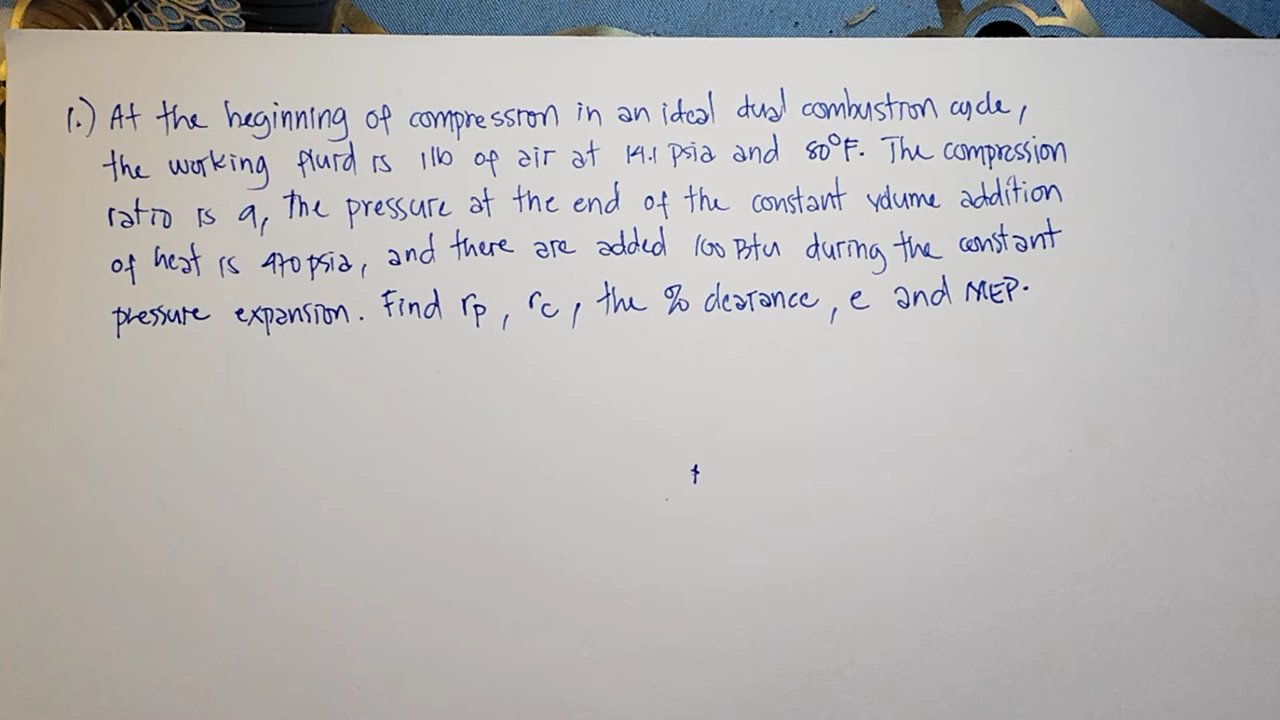 1.) At the beginning of compression in an ideal dual combustion cycle,
the working fluid is 1 lb of air at 14.1 psia and 80°F. The compression
ratio is 9, the pressure at the end of the constant volume addition
of heat is 470 psia, and there are added 100 Btu during the constant
pressure expansion. Find rp, rc, the % clearance, e and MEP.